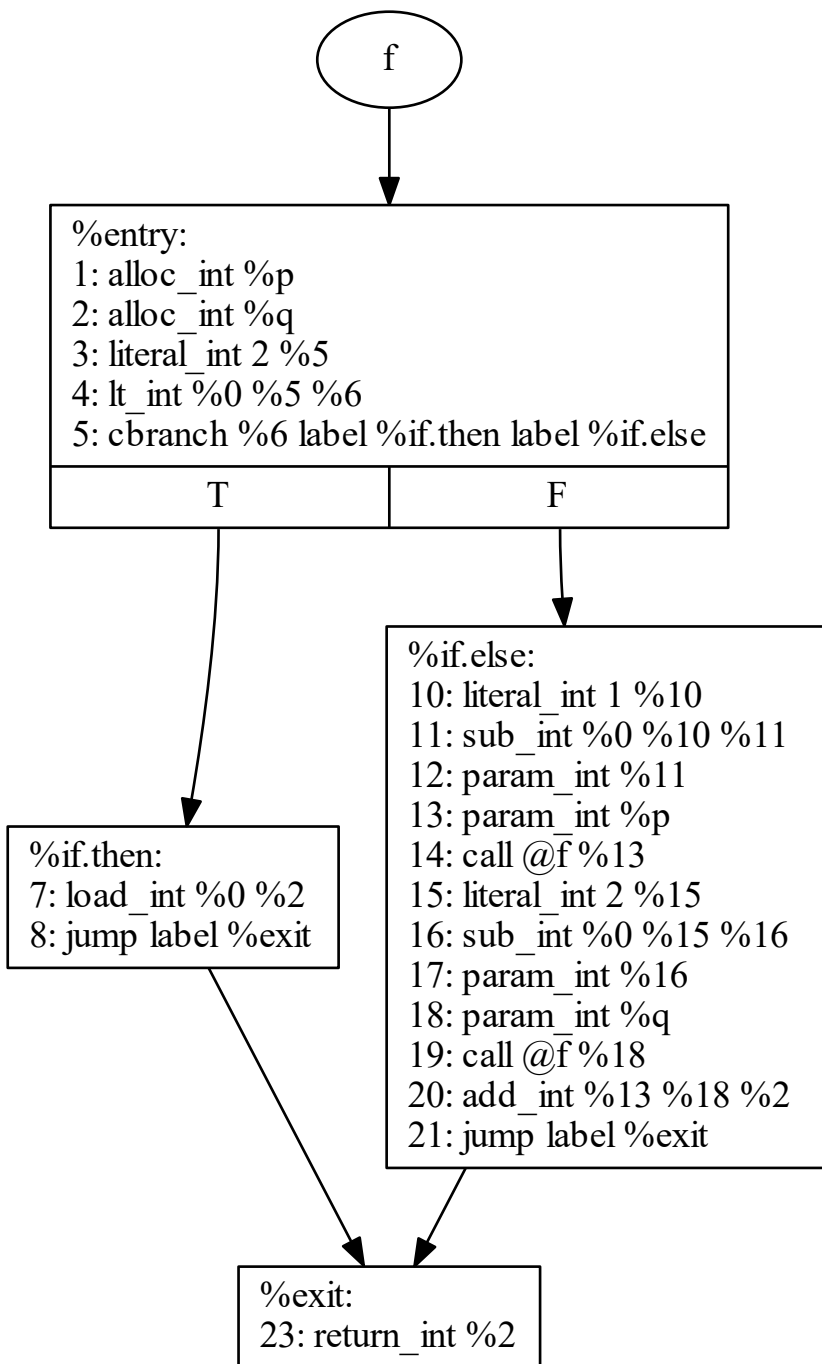 f
%entry:
1: alloc_int %p
2: alloc_int %q
3: literal_int 2 %5
4: lt_int %0 %5 %6
5: cbranch %6 label %if.then label %if.else
T
F
%if.then:
7: load_int %0 %2
8: jump label %exit
%if.else:
10: literal_int 1 %10
11: sub_int %0 %10 %11
12: param_int %11
13: param_int %p
14: call @f %13
15: literal_int 2 %15
16: sub_int %0 %15 %16
17: param_int %16
18: param_int %q
19: call @f %18
20: add_int %13 %18 %2
21: jump label %exit
%exit:
23: return_int %2